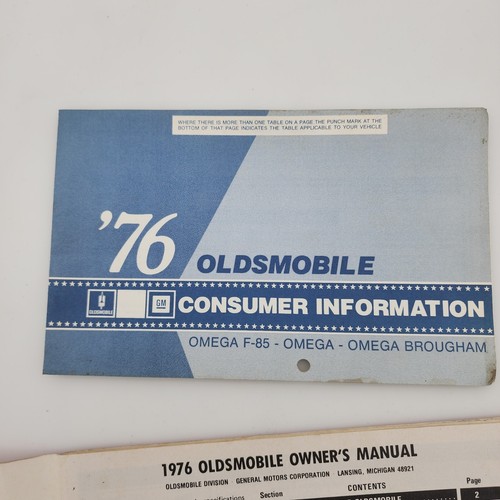 WHERE THERE IS MORE THAN ONE TABLE ON A PAGE,THE PUNCH MARK AT THE
BOTTOM OF THAT PAGE INDICATES THE TABLE APPLICABLE TO YOUR VEHICLE
'76
OLDSMOBILE
OLDSMOBILE
GM
CONSUMER INFORMATION
OMEGA F-85 - OMEGA - OMEGA BROUGHAM
1976 OLDSMOBILE OWNER'S MANUAL
OLDSMOBILE DIVISION GENERAL MOTORS CORPORATION LANSING, MICHIGAN 48921
Section CONTENTS Page
OLDSMOBILE 2